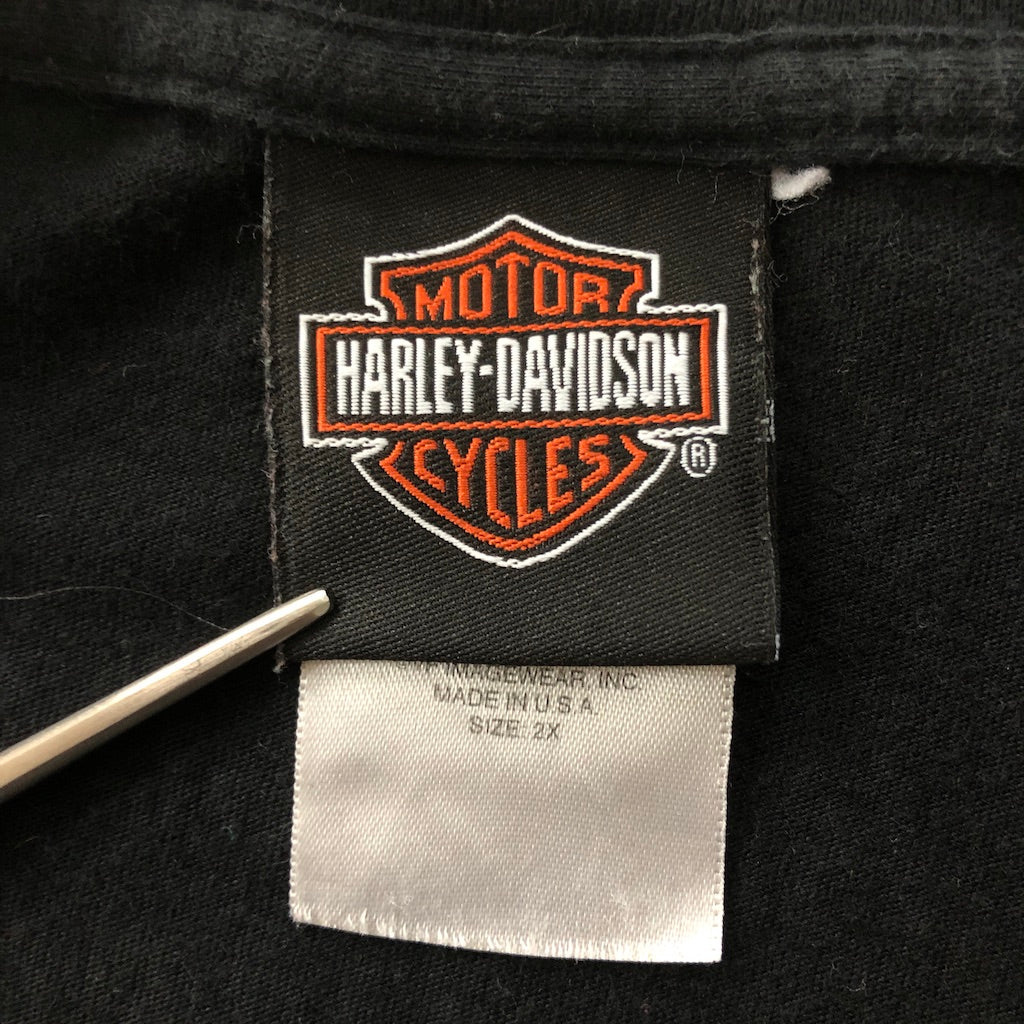 MOTOR
HARLEY-DAVIDSON
CYCLES
®
MADE IN U.S.A.
SIZE: 2X